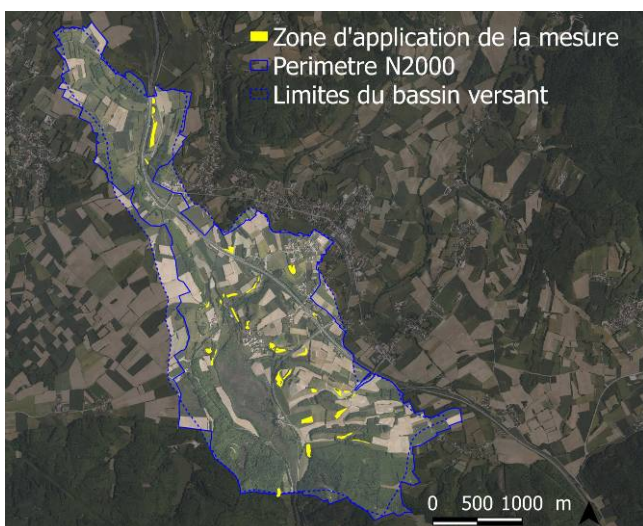 Zone d'application de la mesure
Perimetre N2000
Limites du bassin versant
0 500 1000 m